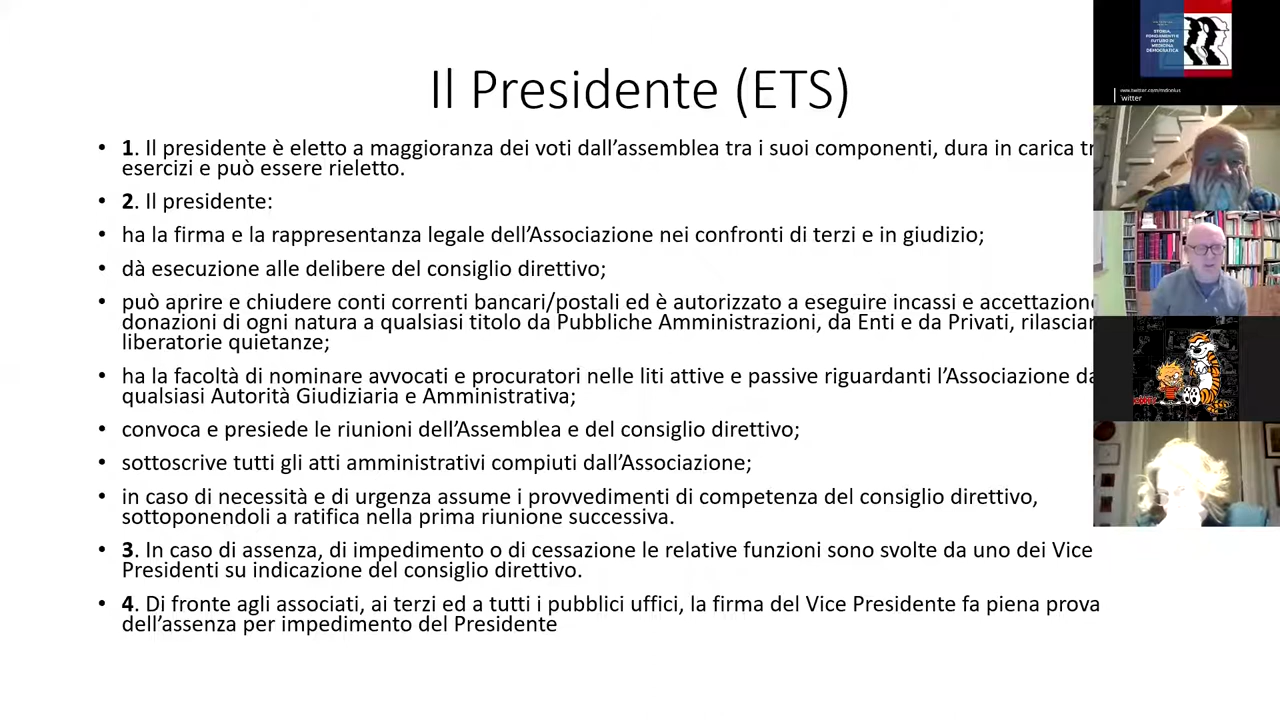 Il Presidente (ETS)
• 1. Il presidente è eletto a maggioranza dei voti dall'assemblea tra i suoi componenti, dura in carica tr
esercizi e può essere rieletto.
• 2. Il presidente:
• ha la firma e la rappresentanza legale dell'Associazione nei confronti di terzi e in giudizio;
• dà esecuzione alle delibere del consiglio direttivo;
• può aprire e chiudere conti correnti bancari/postali ed è autorizzato a eseguire incassi e accettazione
donazioni di ogni natura a qualsiasi titolo da Pubbliche Amministrazioni, da Enti e da Privati, rilascian
liberatorie quietanze;
• ha la facoltà di nominare avvocati e procuratori nelle liti attive e passive riguardanti l'Associazione da
qualsiasi Autorità Giudiziaria e Amministrativa;
• convoca e presiede le riunioni dell'Assemblea e del consiglio direttivo;
• sottoscrive tutti gli atti amministrativi compiuti dall'Associazione;
• in caso di necessità e di urgenza assume i provvedimenti di competenza del consiglio direttivo,
sottoponendoli a ratifica nella prima riunione successiva.
• 3. In caso di assenza, di impedimento o di cessazione le relative funzioni sono svolte da uno dei Vice
Presidenti su indicazione del consiglio direttivo.
• 4. Di fronte agli associati, ai terzi ed a tutti i pubblici uffici, la firma del Vice Presidente fa piena prova
dell'assenza per impedimento del Presidente
STORIA,
FONDAMENTI E
FUTURO DI
MEDICINA
DEMOCRATICA
witter